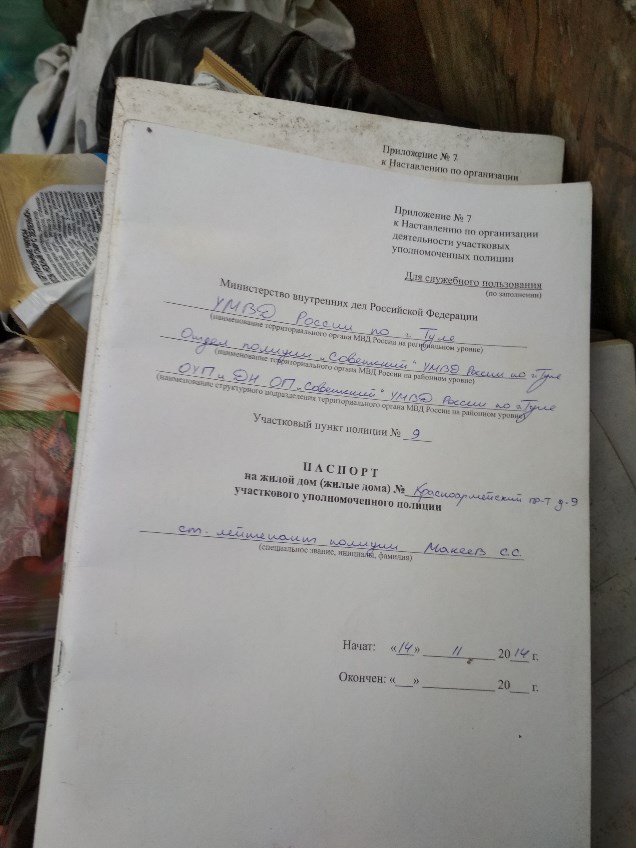 Приложение № 7
к Наставлению по организации
Приложение № 7
к Наставлению по организации
деятельности участковых
уполномоченных полиции
Для служебного пользования
(по заполнении)
Министерство внутренних дел Российской Федерации
УМВД России по г. Туле
(наименование территориального органа МВД России на региональном уровне)
Отдел полиции „Советский" УМВД России по г. Туле
(наименование территориального органа МВД России на районном уровне)
ОУП и ДН ОП „Советский" УМВД России по г. Туле
(наименование структурного подразделения территориального органа МВД России на районном уровне)
Участковый пункт полиции № 9
ПАСПОРТ
на жилой дом (жилые дома) № Красноармейский пр-т д-9
участкового уполномоченного полиции
ст. лейтенант полиции Макеев С.С.
(специальное звание, инициалы, фамилия)
Начат: «14» 11 2014 г.
Окончен: «___» ___________ 20___ г.